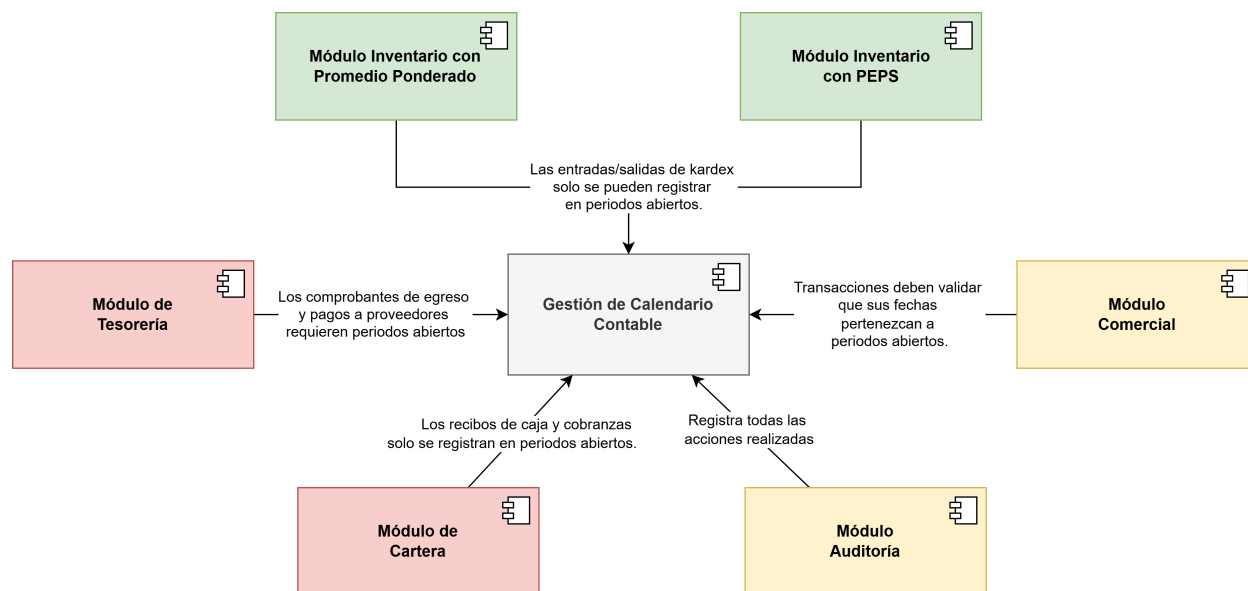 Módulo Inventario con
Promedio Ponderado
Módulo Inventario
con PEPS
Las entradas/salidas de kardex
solo se pueden registrar
en periodos abiertos.
Módulo de
Tesorería
Los comprobantes de egreso
y pagos a proveedores
requieren periodos abiertos
Gestión de Calendario
Contable
Transacciones deben validar
que sus fechas
pertenezcan a
periodos abiertos.
Módulo
Comercial
Los recibos de caja y cobranzas
solo se registran en periodos abiertos.
Registra todas las
acciones realizadas
Módulo de
Cartera
Módulo
Auditoría